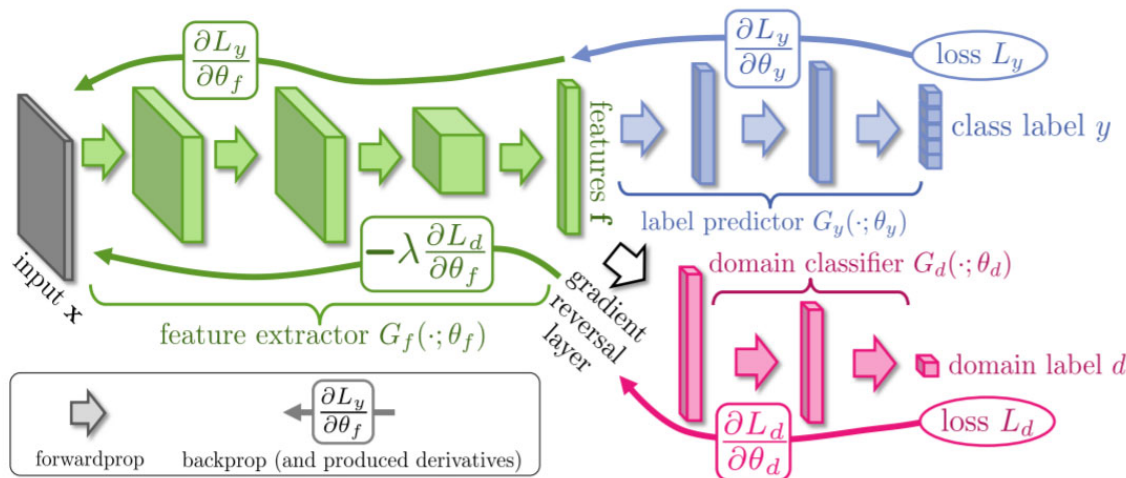 ∂L_y/∂θ_f
∂L_y/∂θ_y
loss L_y
features f
class label y
label predictor G_y(·; θ_y)
input x
−λ ∂L_d/∂θ_f
feature extractor G_f(·; θ_f)
gradient
reversal
layer
domain classifier G_d(·; θ_d)
domain label d
∂L_d/∂θ_d
loss L_d
forwardprop
∂L_y/∂θ_f
backprop (and produced derivatives)